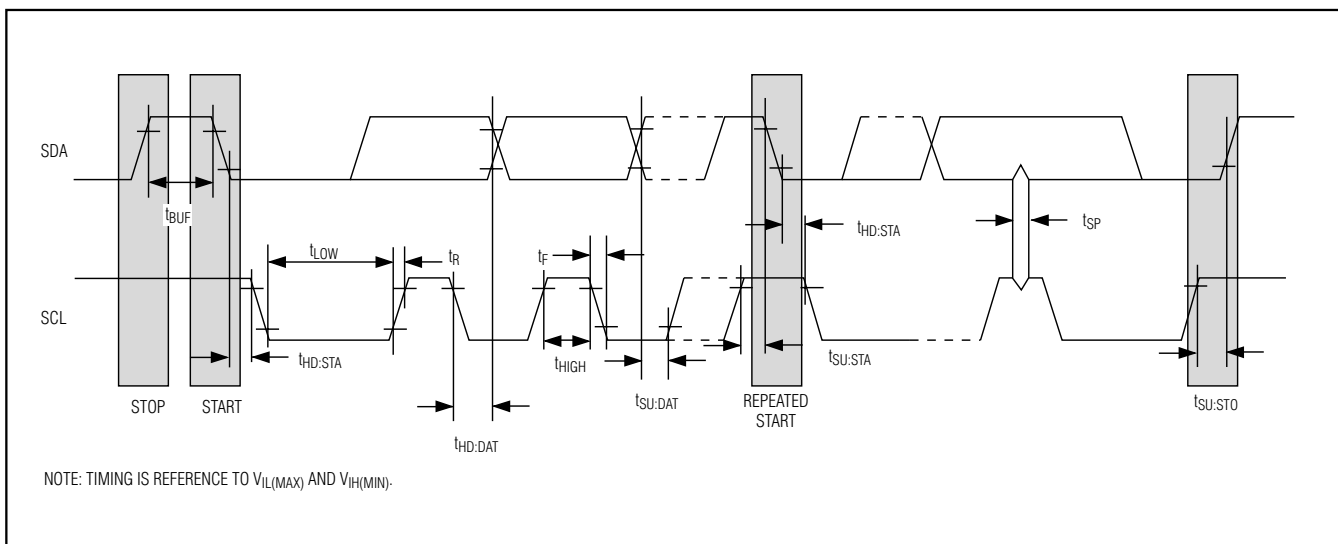 SDA
tBUF
tLOW
tR
tF
tHD:STA
tSP
SCL
tHD:STA
tHIGH
tSU:DAT
tSU:STA
tSU:STO
STOP
START
REPEATED
START
tHD:DAT
NOTE: TIMING IS REFERENCE TO VIL(MAX) AND VIH(MIN).